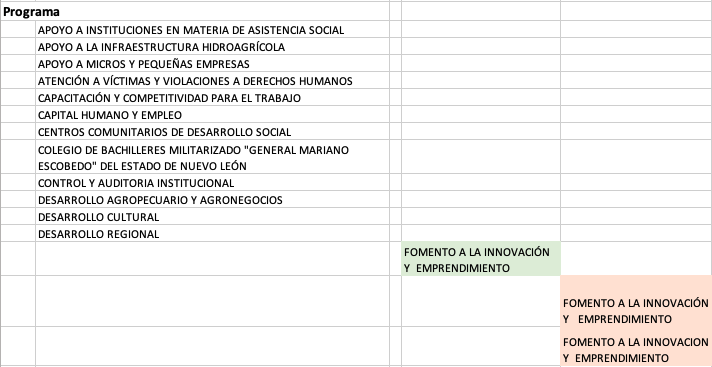 Programa
APOYO A INSTITUCIONES EN MATERIA DE ASISTENCIA SOCIAL
APOYO A LA INFRAESTRUCTURA HIDROAGRÍCOLA
APOYO A MICROS Y PEQUEÑAS EMPRESAS
ATENCIÓN A VÍCTIMAS Y VIOLACIONES A DERECHOS HUMANOS
CAPACITACIÓN Y COMPETITIVIDAD PARA EL TRABAJO
CAPITAL HUMANO Y EMPLEO
CENTROS COMUNITARIOS DE DESARROLLO SOCIAL
COLEGIO DE BACHILLERES MILITARIZADO "GENERAL MARIANO
ESCOBEDO" DEL ESTADO DE NUEVO LEÓN
CONTROL Y AUDITORIA INSTITUCIONAL
DESARROLLO AGROPECUARIO Y AGRONEGOCIOS
DESARROLLO CULTURAL
DESARROLLO REGIONAL
FOMENTO A LA INNOVACIÓN
Y EMPRENDIMIENTO
FOMENTO A LA INNOVACIÓN
Y EMPRENDIMIENTO
FOMENTO A LA INNOVACION
Y EMPRENDIMIENTO